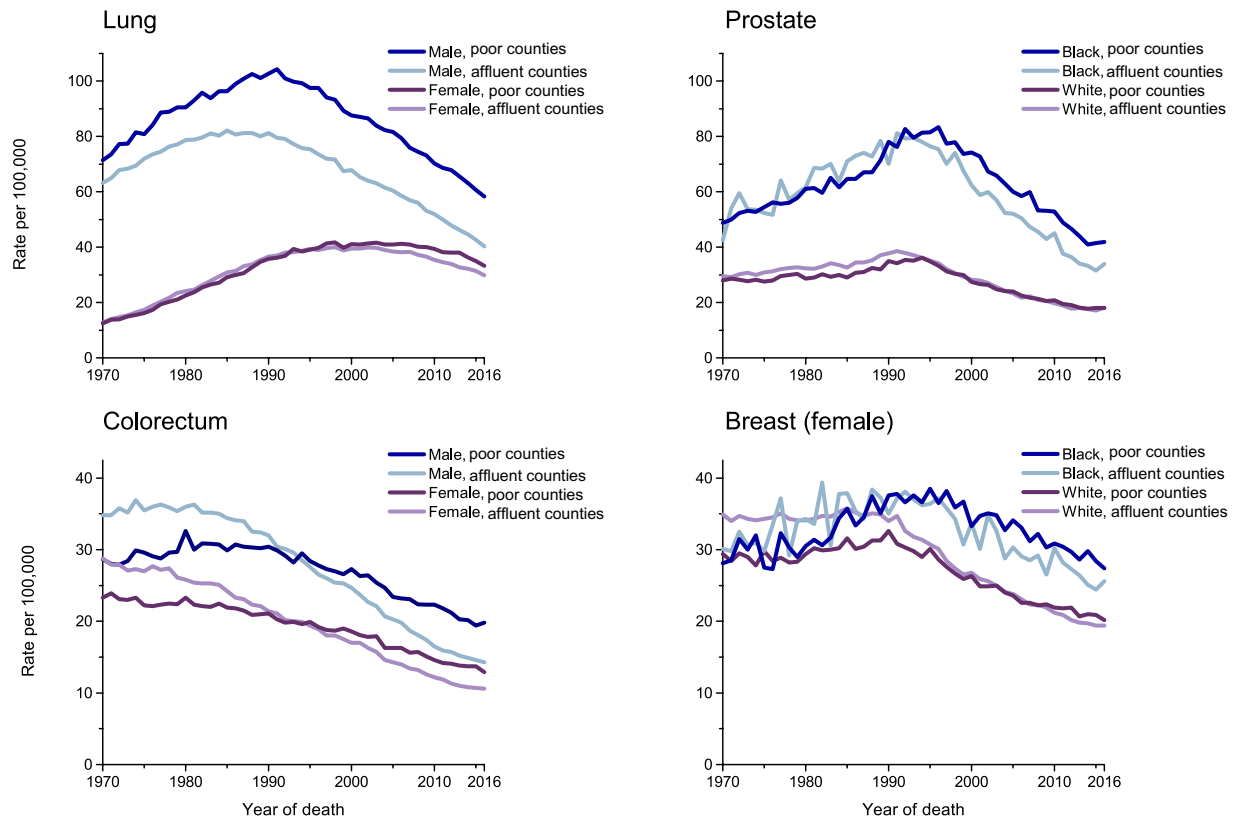 Lung
Male, poor counties
Male, affluent counties
Female, poor counties
Female, affluent counties
Rate per 100,000
100
80
60
40
20
0
1970 1980 1990 2000 2010 2016
Prostate
Black, poor counties
Black, affluent counties
White, poor counties
White, affluent counties
100
80
60
40
20
0
1970 1980 1990 2000 2010 2016
Colorectum
Male, poor counties
Male, affluent counties
Female, poor counties
Female, affluent counties
Rate per 100,000
40
30
20
10
0
1970 1980 1990 2000 2010 2016
Year of death
Breast (female)
Black, poor counties
Black, affluent counties
White, poor counties
White, affluent counties
40
30
20
10
0
1970 1980 1990 2000 2010 2016
Year of death